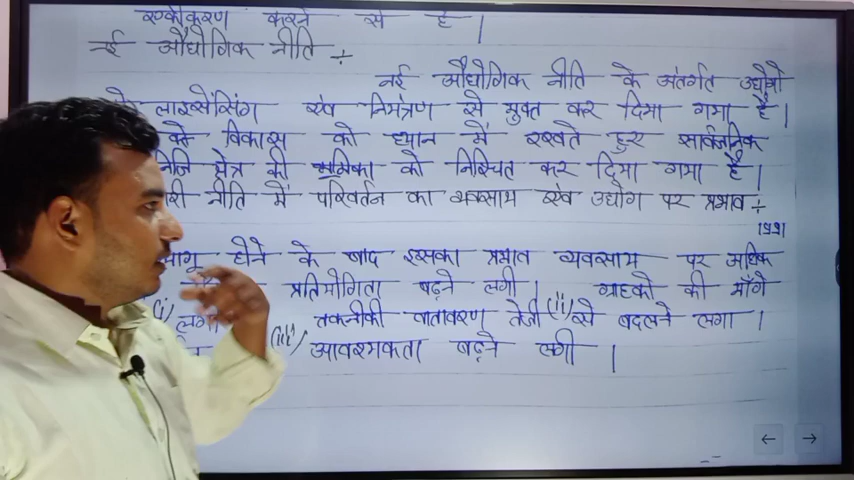 एकीकरण करने से है |
नई औद्योगिक नीति ÷
नई औद्योगिक नीति के अंतर्गत उद्योगो
लाइसेंसिंग एवं नियंत्रण से मुक्त कर दिया गया है |
के विकास को ध्यान में रखते हुए सार्वजनिक
निजि क्षेत्र की भूमिका को निश्चित कर दिया गया है |
नीति में परिवर्तन का व्यवसाय एवं उद्योग पर प्रभाव ÷
1991
लागू होने के बाद इसका प्रभाव व्यवसाय पर अधिक
प्रतियोगिता बढ़ने लगी | ग्राहको की माँगे
(i) तकनीकी वातावरण तेजी (ii) से बदलने लगा |
(iii) आवश्यकता बढ़ने लगी |